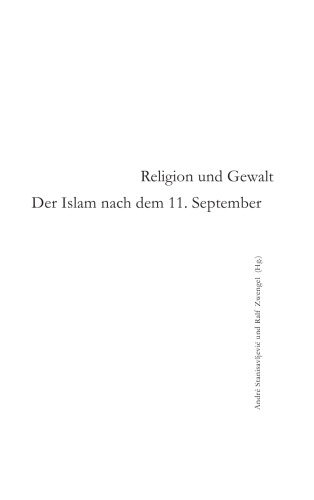 Religion und Gewalt
Der Islam nach dem 11. September
André Stanisavljević und Ralf Zwengel (Hg.)